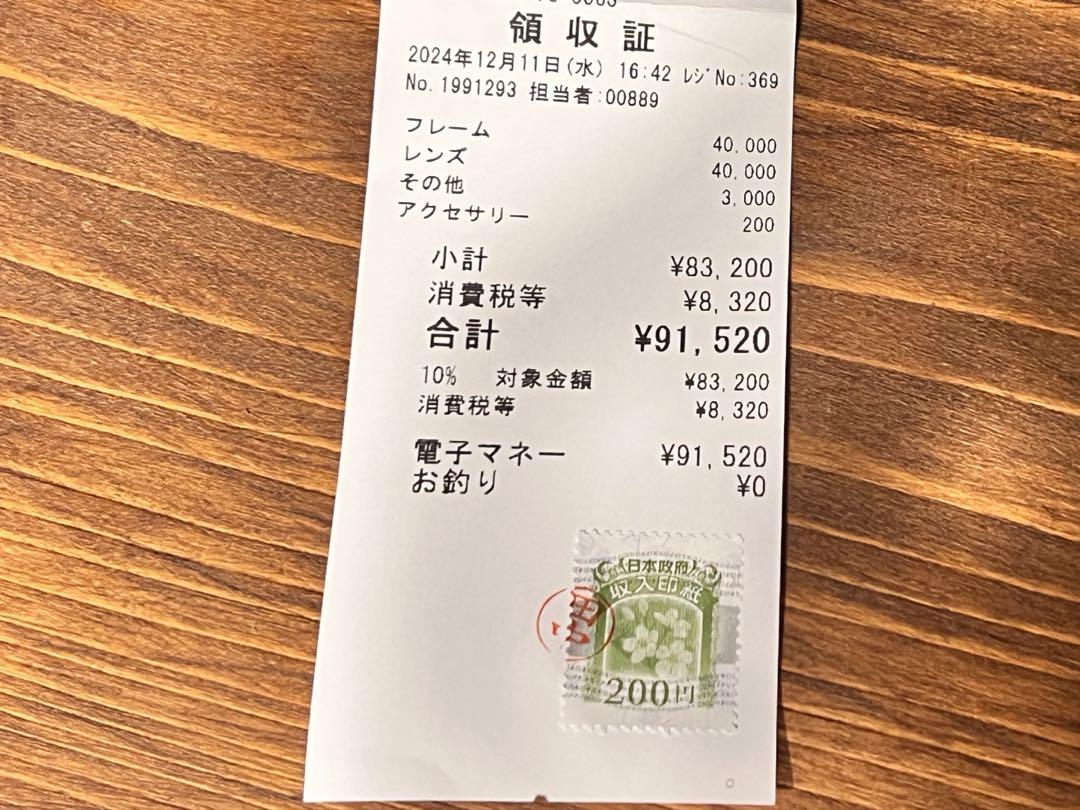 領収証
2024年12月11日(水) 16:42 レジNo:369
No.1991293 担当者:00889
フレーム 40,000
レンズ 40,000
その他 3,000
アクセサリー 200
小計 ¥83,200
消費税等 ¥8,320
合計 ¥91,520
10% 対象金額 ¥83,200
消費税等 ¥8,320
電子マネー ¥91,520
お釣り ¥0
日本政府
収入印紙
200円